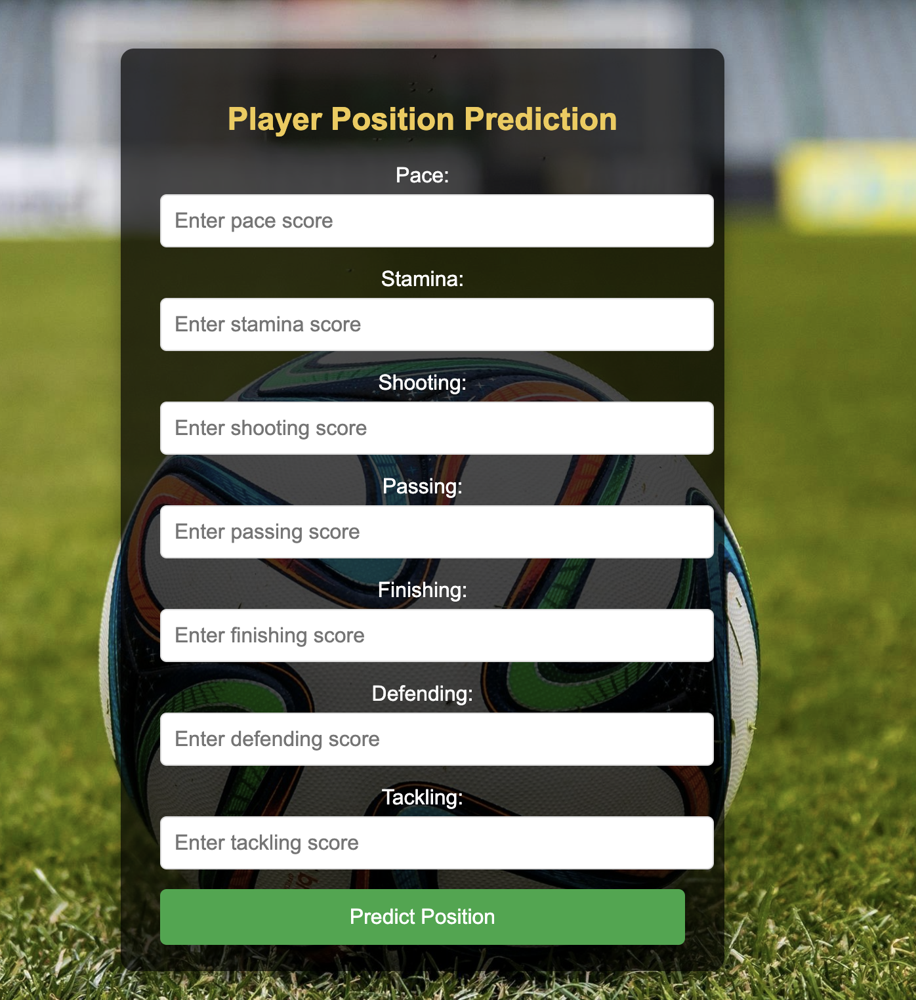 Player Position Prediction
Pace:
Enter pace score
Stamina:
Enter stamina score
Shooting:
Enter shooting score
Passing:
Enter passing score
Finishing:
Enter finishing score
Defending:
Enter defending score
Tackling:
Enter tackling score
Predict Position